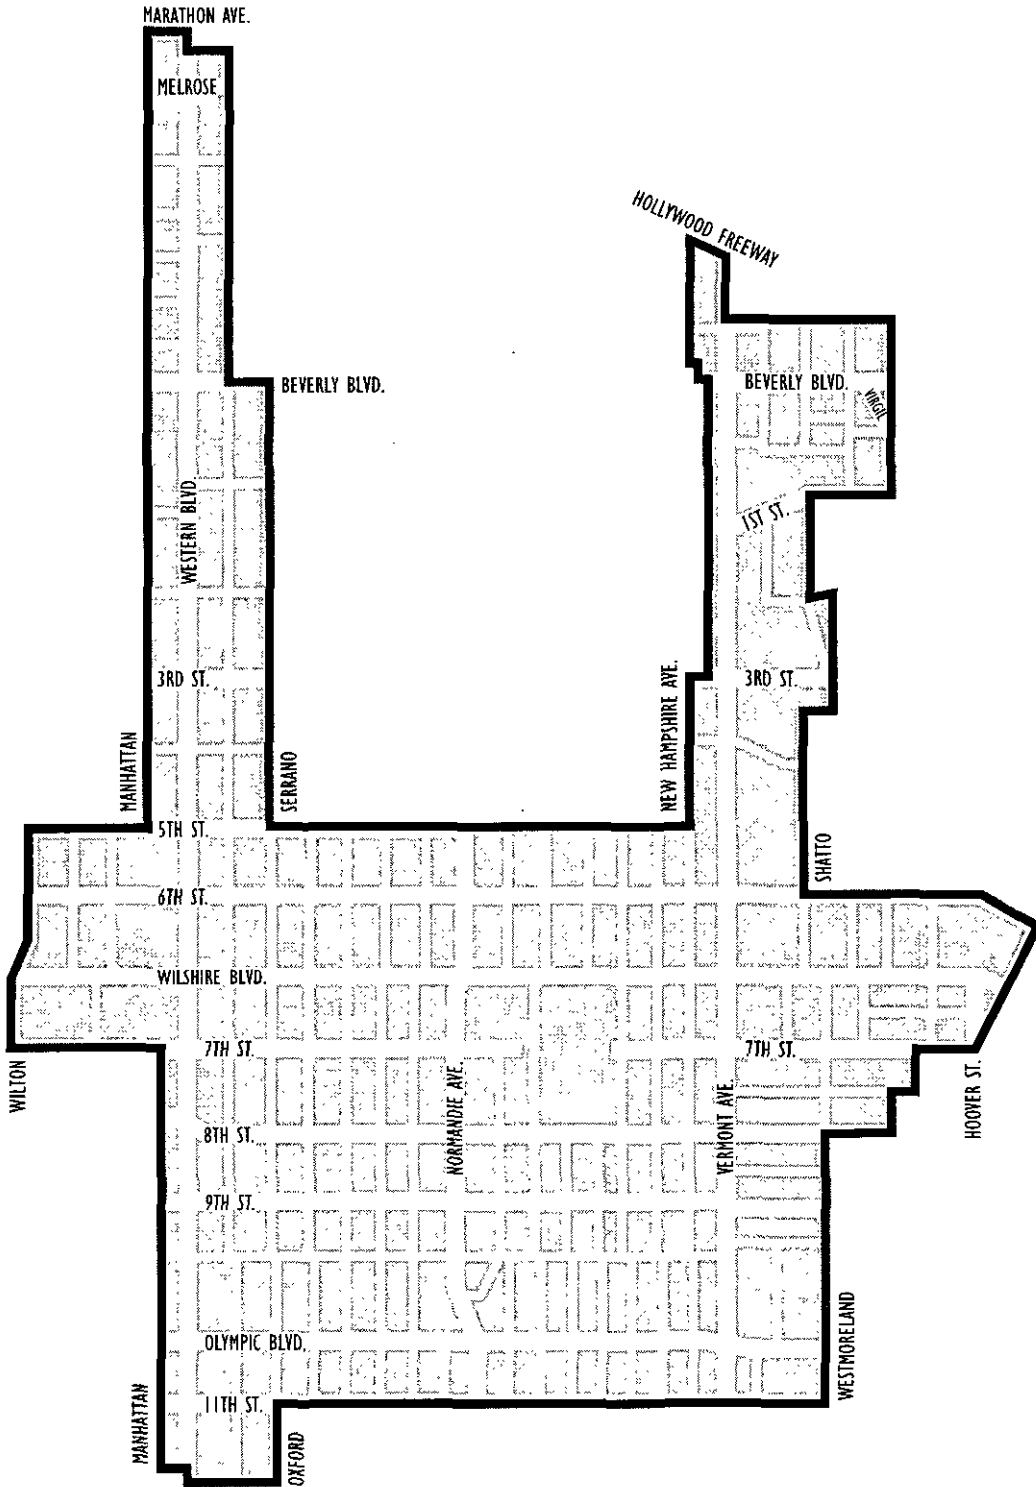 MARATHON AVE.
MELROSE
HOLLYWOOD FREEWAY
BEVERLY BLVD.
BEVERLY BLVD.
VIRGIL
WESTERN BLVD.
1ST ST.
3RD ST.
3RD ST.
MANHATTAN
SERRANO
NEW HAMPSHIRE AVE.
5TH ST.
SHATTO
6TH ST.
WILSHIRE BLVD.
7TH ST.
7TH ST.
WILTON
NORMANDIE AVE.
VERMONT AVE.
HOOVER ST.
8TH ST.
9TH ST.
OLYMPIC BLVD.
WESTMORELAND
MANHATTAN
11TH ST.
OXFORD